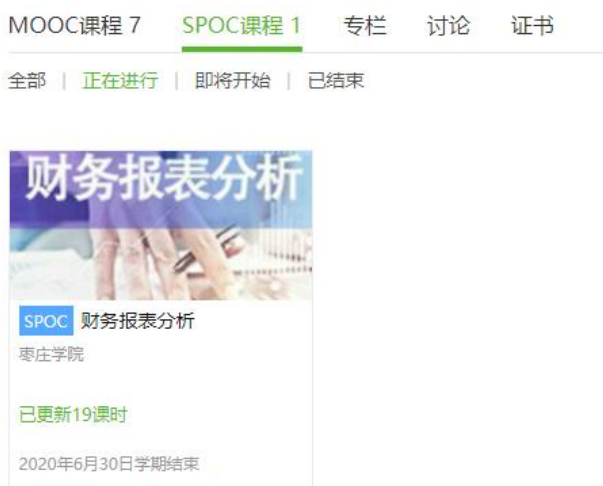 MOOC课程 7 SPOC课程 1 专栏 讨论 证书
全部 | 正在进行 | 即将开始 | 已结束
财务报表分析
SPOC 财务报表分析
枣庄学院
已更新19课时
2020年6月30日学期结束